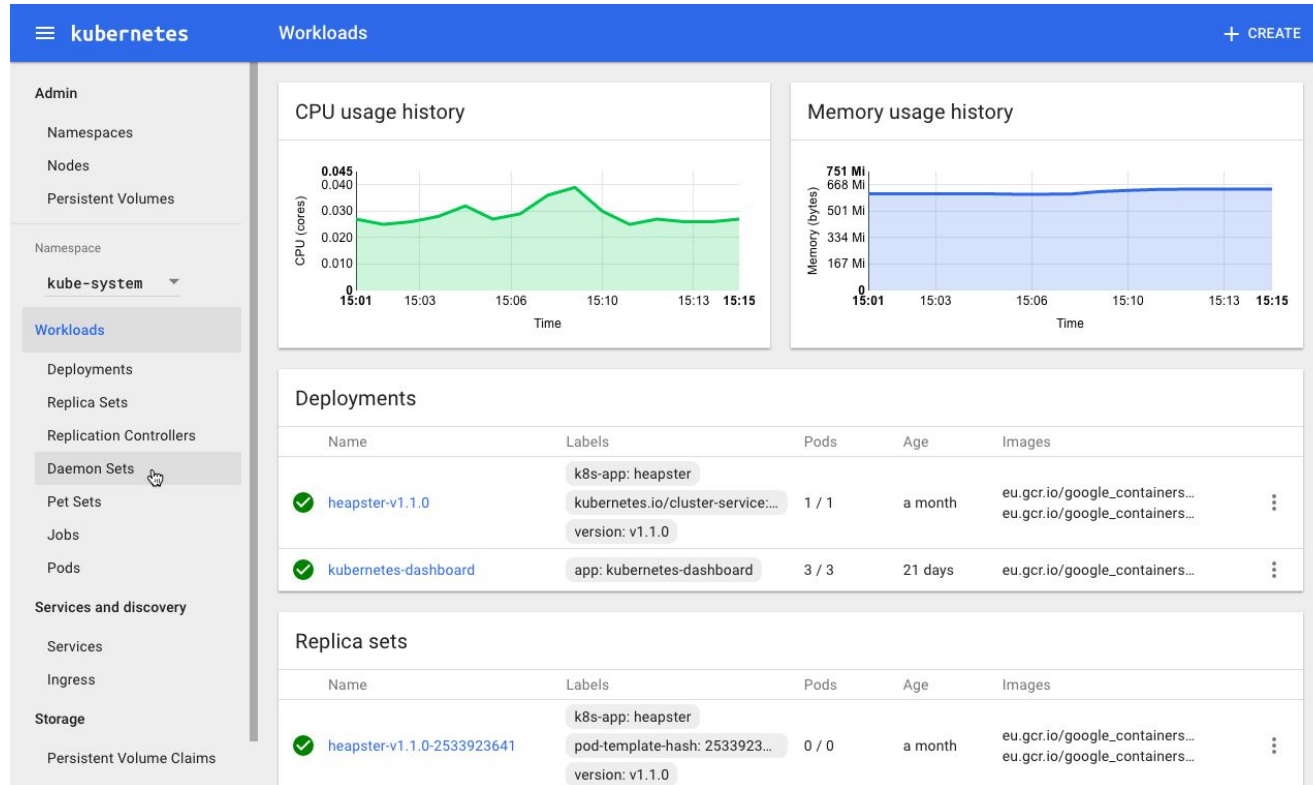 kubernetes
Workloads
+ CREATE
Admin
Namespaces
Nodes
Persistent Volumes
Namespace
kube-system
Workloads
Deployments
Replica Sets
Replication Controllers
Daemon Sets
Pet Sets
Jobs
Pods
Services and discovery
Services
Ingress
Storage
Persistent Volume Claims
CPU usage history
CPU (cores)
0.045
0.040
0.030
0.020
0.010
0
15:01 15:03 15:06 15:10 15:13 15:15
Time
Memory usage history
Memory (bytes)
751 Mi
668 Mi
501 Mi
334 Mi
167 Mi
0
15:01 15:03 15:06 15:10 15:13 15:15
Time
Deployments
Name Labels Pods Age Images
k8s-app: heapster
heapster-v1.1.0 kubernetes.io/cluster-service:... 1 / 1 a month eu.gcr.io/google_containers...
eu.gcr.io/google_containers...
version: v1.1.0
kubernetes-dashboard app: kubernetes-dashboard 3 / 3 21 days eu.gcr.io/google_containers...
Replica sets
Name Labels Pods Age Images
k8s-app: heapster
heapster-v1.1.0-2533923641 pod-template-hash: 2533923... 0 / 0 a month eu.gcr.io/google_containers...
eu.gcr.io/google_containers...
version: v1.1.0